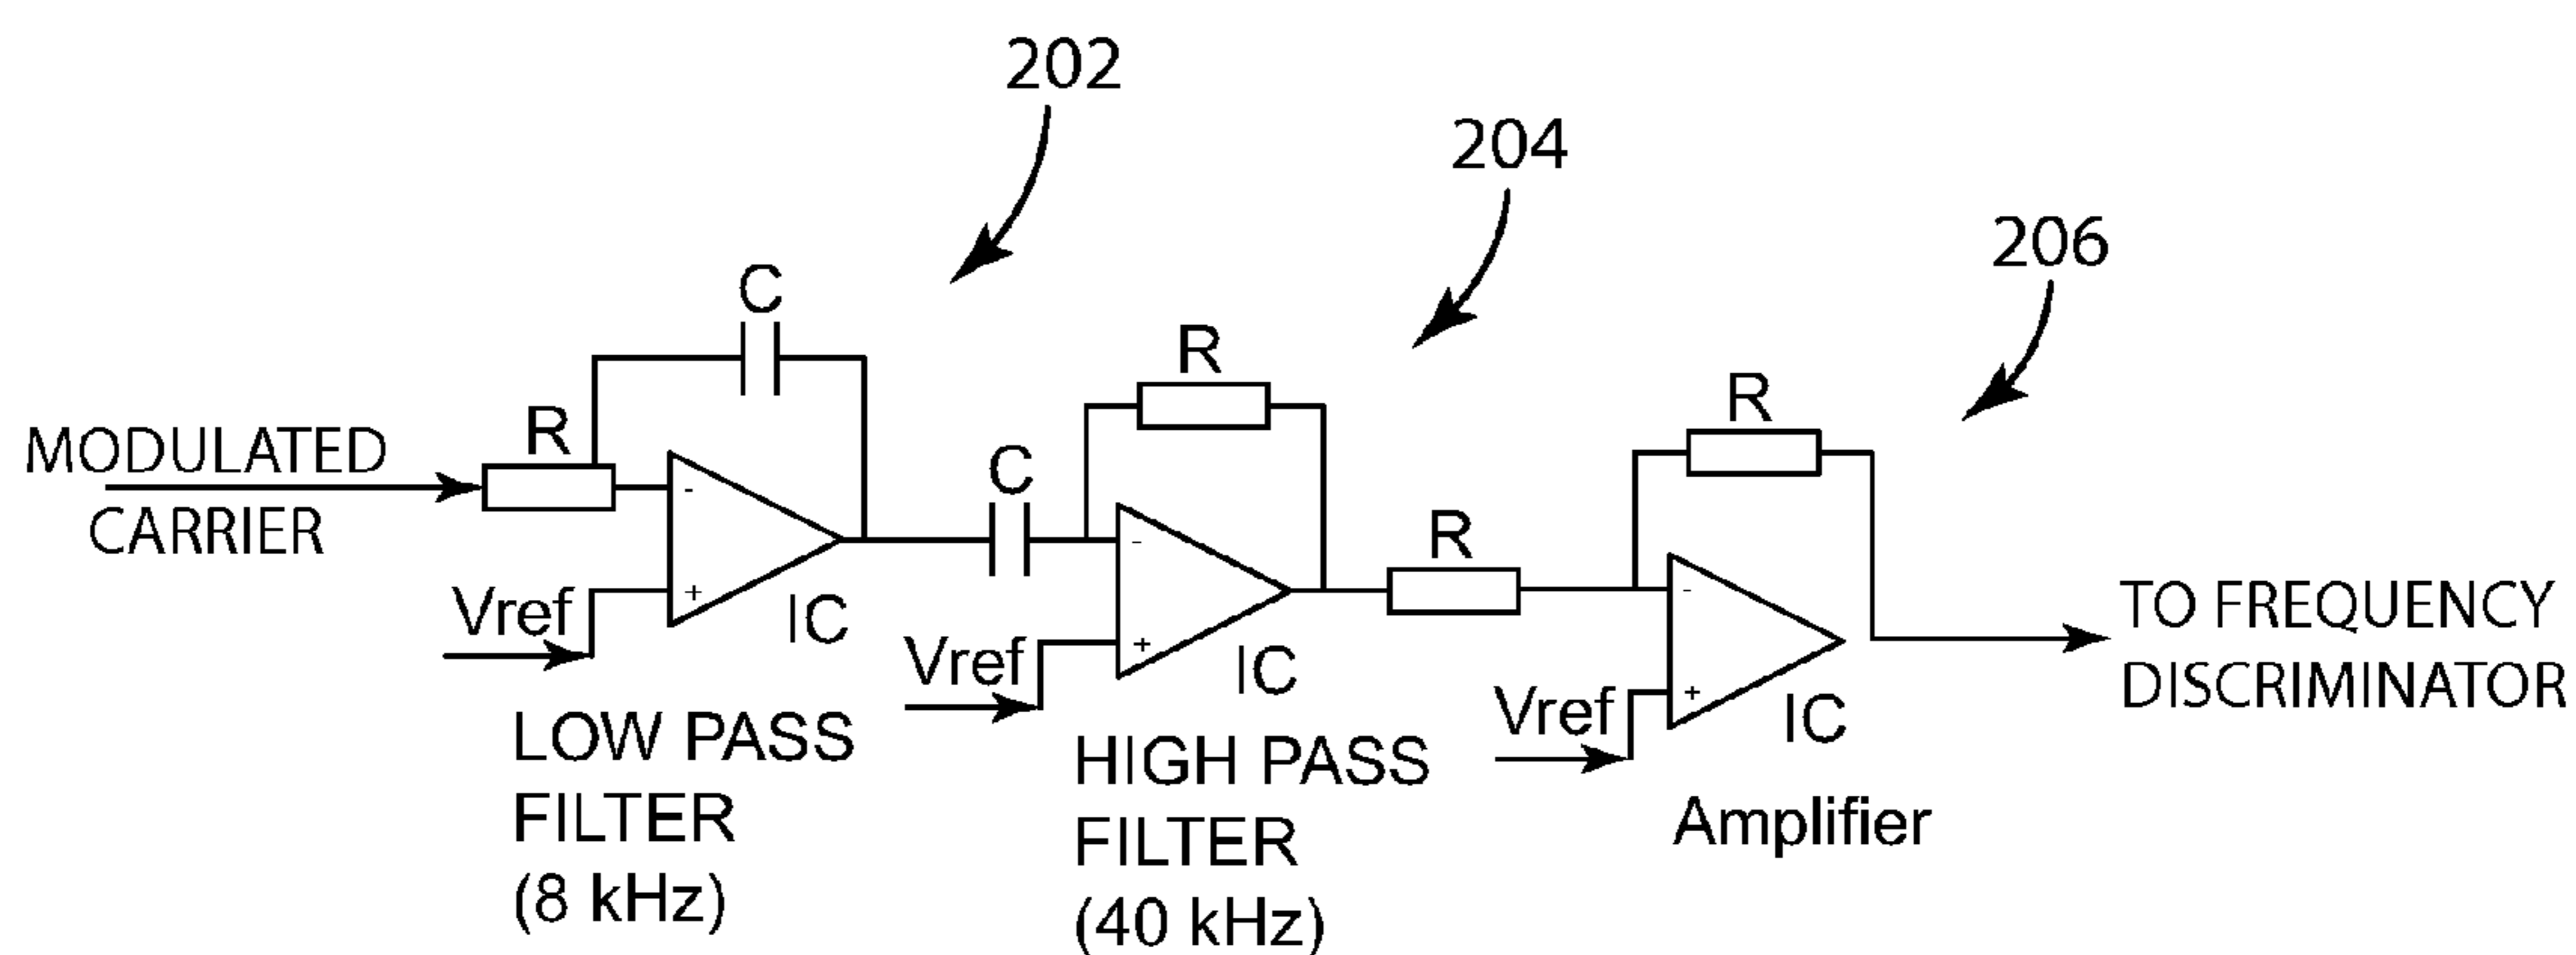 202
204
206
C
R
MODULATED
CARRIER
-
+
Vref
IC
LOW PASS
FILTER
(8 kHz)
R
C
-
+
Vref
IC
HIGH PASS
FILTER
(40 kHz)
R
R
-
+
Vref
IC
Amplifier
TO FREQUENCY
DISCRIMINATOR